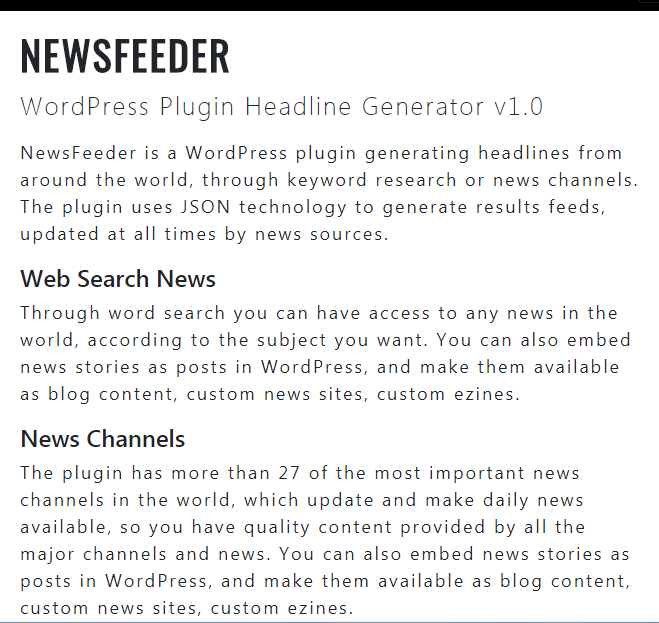 NEWSFEEDER
WordPress Plugin Headline Generator v1.0
NewsFeeder is a WordPress plugin generating headlines from
around the world, through keyword research or news channels.
The plugin uses JSON technology to generate results feeds,
updated at all times by news sources.
Web Search News
Through word search you can have access to any news in the
world, according to the subject you want. You can also embed
news stories as posts in WordPress, and make them available
as blog content, custom news sites, custom ezines.
News Channels
The plugin has more than 27 of the most important news
channels in the world, which update and make daily news
available, so you have quality content provided by all the
major channels and news. You can also embed news stories as
posts in WordPress, and make them available as blog content,
custom news sites, custom ezines.